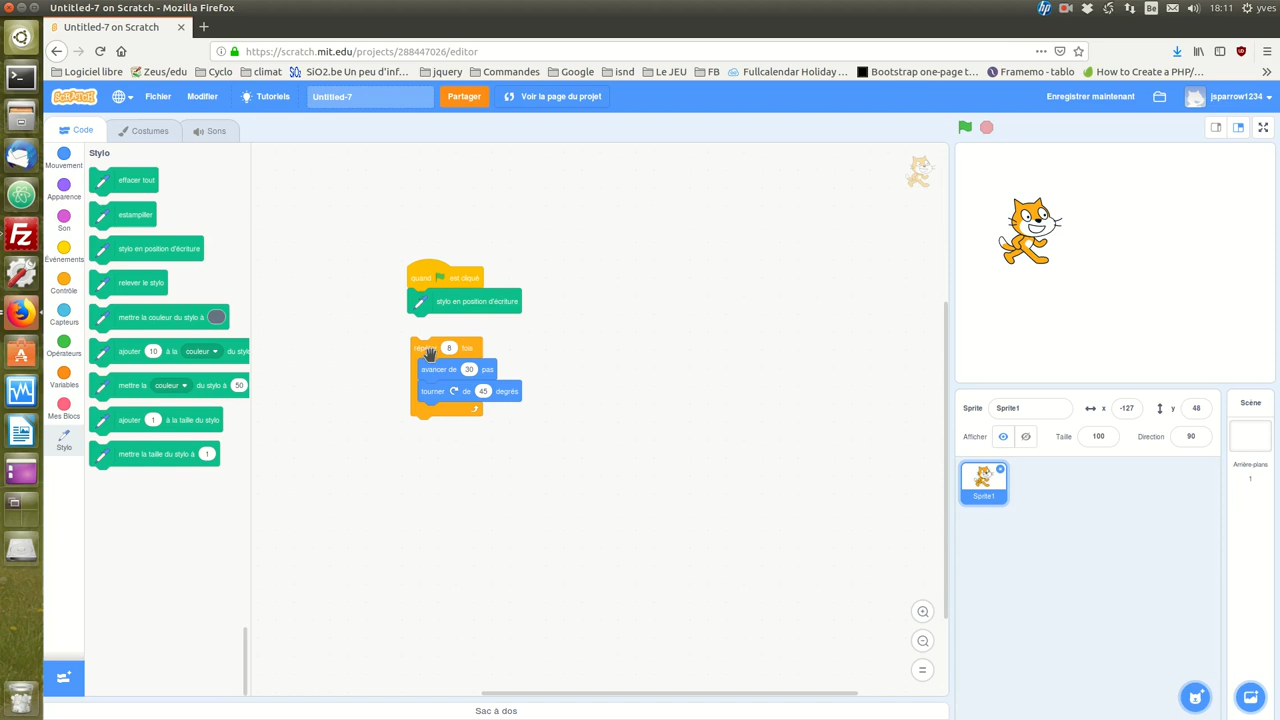 Untitled-7 on Scratch - Mozilla Firefox
Be
18:11
yves
Untitled-7 on Scratch
https://scratch.mit.edu/projects/288447026/editor
Logiciel libre
Zeus/edu
Cyclo
climat
SiO2.be Un peu d'inf...
jquery
Commandes
Google
isnd
Le JEU
FB
Fullcalendar Holiday ...
Bootstrap one-page t...
Framemo - tablo
How to Create a PHP/...
SCRATCH
Fichier
Modifier
Tutoriels
Untitled-7
Partager
Voir la page du projet
Enregistrer maintenant
jsparrow1234
Code
Costumes
Sons
Mouvement
Apparence
Son
Événements
Contrôle
Capteurs
Opérateurs
Variables
Mes Blocs
Stylo
Stylo
effacer tout
estampiller
stylo en position d'écriture
relever le stylo
mettre la couleur du stylo à
ajouter 10 à la couleur du stylo
mettre la couleur du stylo à 50
ajouter 1 à la taille du stylo
mettre la taille du stylo à 1
quand est cliqué
stylo en position d'écriture
8 fois
avancer de 30 pas
tourner de 45 degrés
Sprite
Sprite1
x
-127
y
48
Afficher
Taille
100
Direction
90
Sprite1
Scène
Arrière-plans
1
Sac à dos